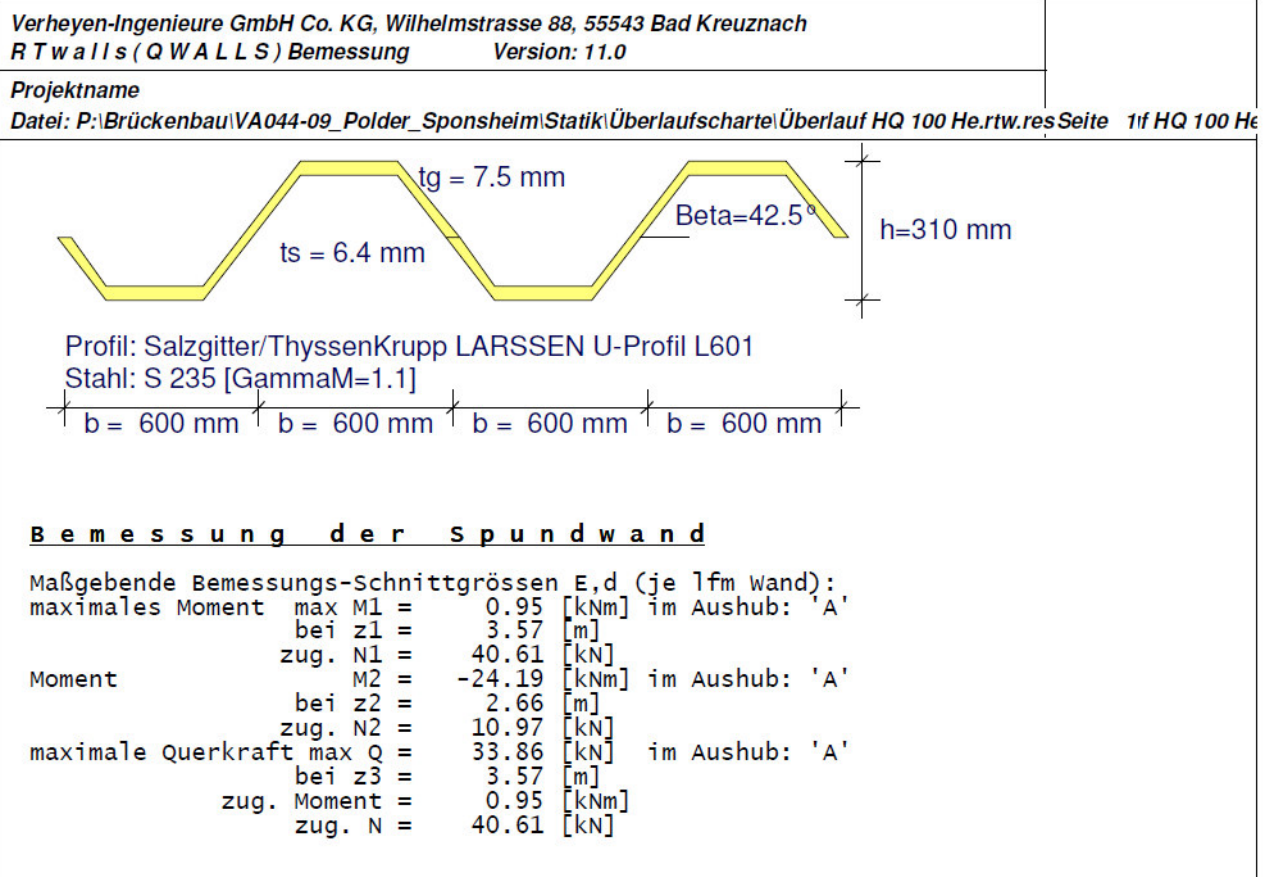 Verheyen-Ingenieure GmbH Co. KG, Wilhelmstrasse 88, 55543 Bad Kreuznach
R T w a l l s ( Q W A L L S ) Bemessung Version: 11.0
Projektname
Datei: P:\Brückenbau\VA044-09_Polder_Sponsheim\Statik\Überlaufscharte\Überlauf HQ 100 He.rtw.res Seite 1 f HQ 100 He
tg = 7.5 mm
Beta=42.5°
h=310 mm
ts = 6.4 mm
Profil: Salzgitter/ThyssenKrupp LARSSEN U-Profil L601
Stahl: S 235 [GammaM=1.1]
b = 600 mm b = 600 mm b = 600 mm b = 600 mm
B e m e s s u n g d e r S p u n d w a n d
Maßgebende Bemessungs-Schnittgrössen E,d (je lfm Wand):
maximales Moment max M1 = 0.95 [kNm] im Aushub: 'A'
bei z1 = 3.57 [m]
zug. N1 = 40.61 [kN]
Moment M2 = -24.19 [kNm] im Aushub: 'A'
bei z2 = 2.66 [m]
zug. N2 = 10.97 [kN]
maximale Querkraft max Q = 33.86 [kN] im Aushub: 'A'
bei z3 = 3.57 [m]
zug. Moment = 0.95 [kNm]
zug. N = 40.61 [kN]